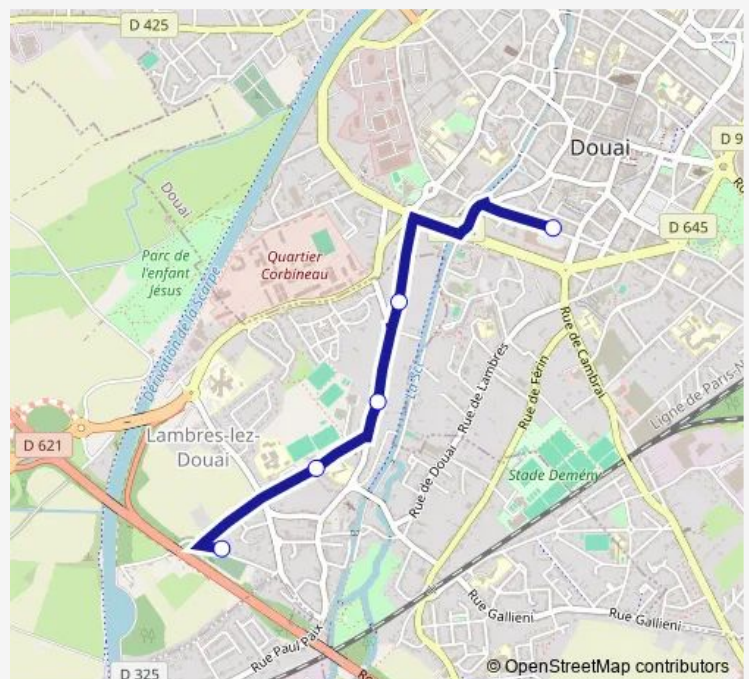 D 425
Douai
D 9
Douai
D 645
Parc de
l'enfant
Jésus
Quartier
Corbineau
Dérivation de la Scarpe
Rue de Cambrai
Rue de Férin
Rue de Douai - Rue de Lambres
Ligne de Paris-N
D 621
Lambres-lez-
Douai
Stade Demény
Rue Gallieni
Rue Gallieni
Rue Paul Paix
D 325
© OpenStreetMap contributors